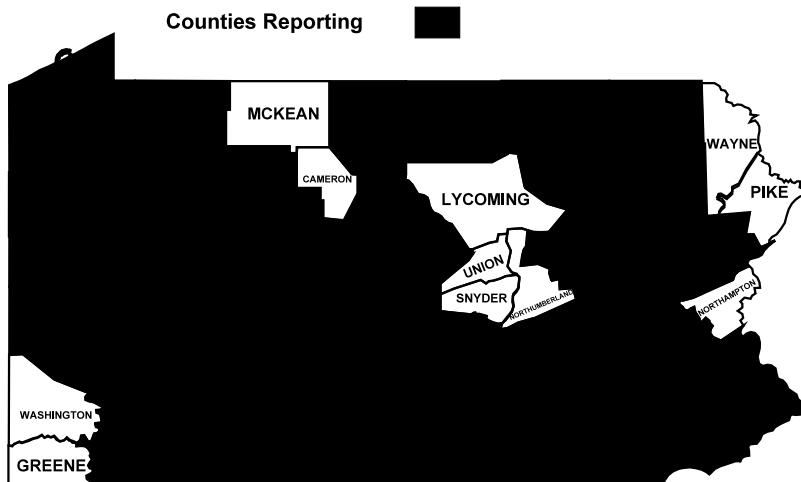 Counties Reporting
MCKEAN
CAMERON
WAYNE
PIKE
LYCOMING
UNION
SNYDER
NORTHUMBERLAND
NORTHAMPTON
WASHINGTON
GREENE